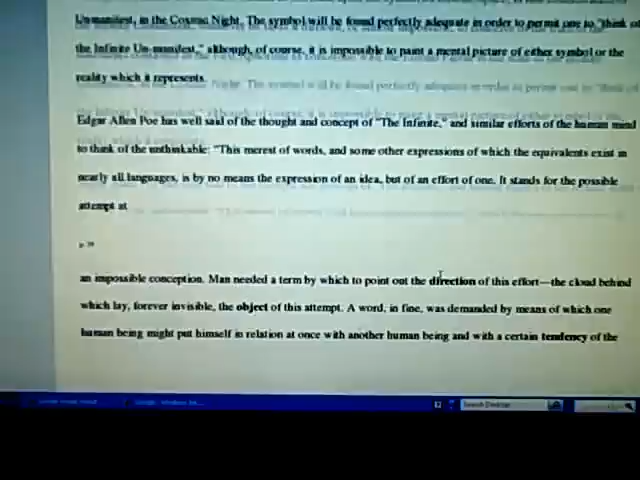 Unmanifest, in the Cosmic Night. The symbol will be found perfectly adequate in order to permit one to "think of
the Infinite Un-manifest," although, of course, it is impossible to paint a mental picture of either symbol or the
reality which it represents.
Edgar Allen Poe has well said of the thought and concept of "The Infinite," and similar efforts of the human mind
to think of the unthinkable: "This merest of words, and some other expressions of which the equivalents exist in
nearly all languages, is by no means the expression of an idea, but of an effort of one. It stands for the possible
attempt at
an impossible conception. Man needed a term by which to point out the direction of this effort—the cloud behind
which lay, forever invisible, the object of this attempt. A word, in fine, was demanded by means of which one
human being might put himself in relation at once with another human being and with a certain tendency of the
Search Desktop